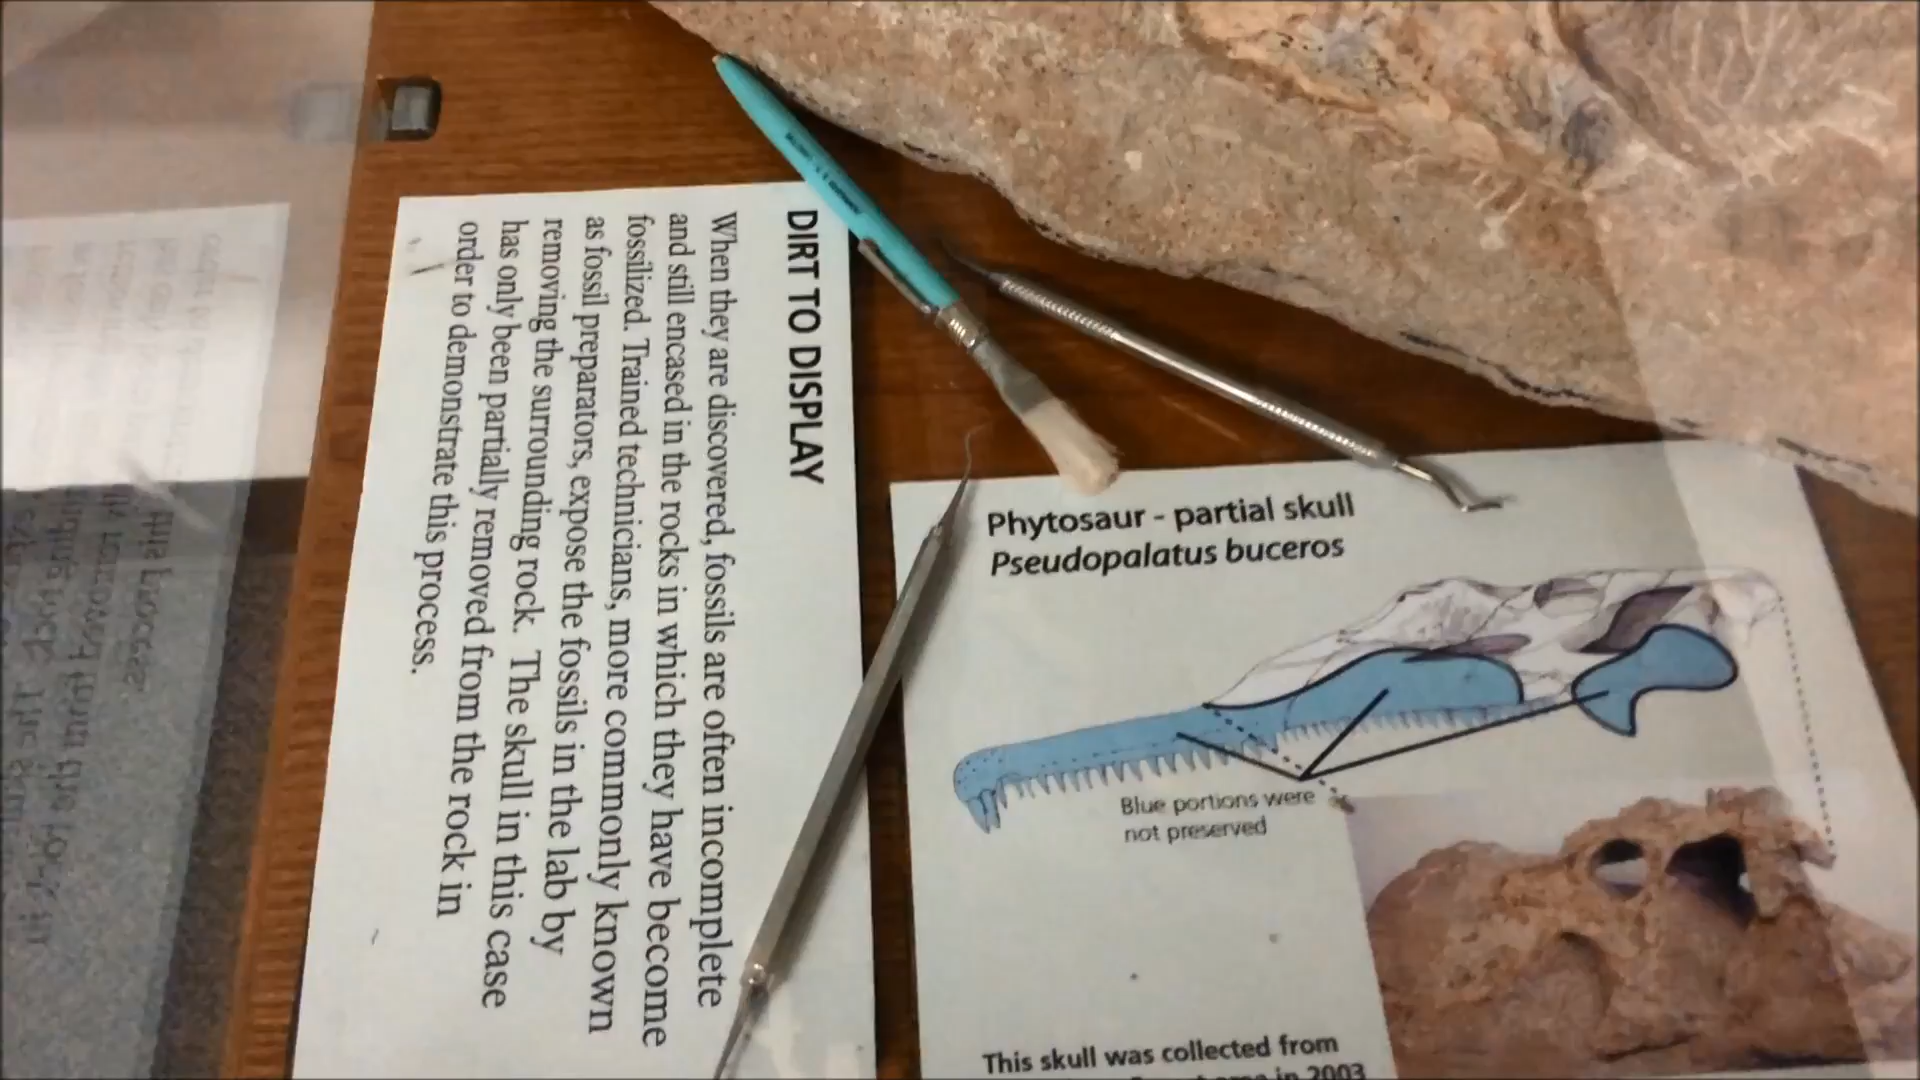 DIRT TO DISPLAY
When they are discovered, fossils are often incomplete
and still encased in the rocks in which they have become
fossilized. Trained technicians, more commonly known
as fossil preparators, expose the fossils in the lab by
removing the surrounding rock. The skull in this case
has only been partially removed from the rock in
order to demonstrate this process.
Phytosaur - partial skull
Pseudopalatus buceros
Blue portions were
not preserved
This skull was collected from
in 2003